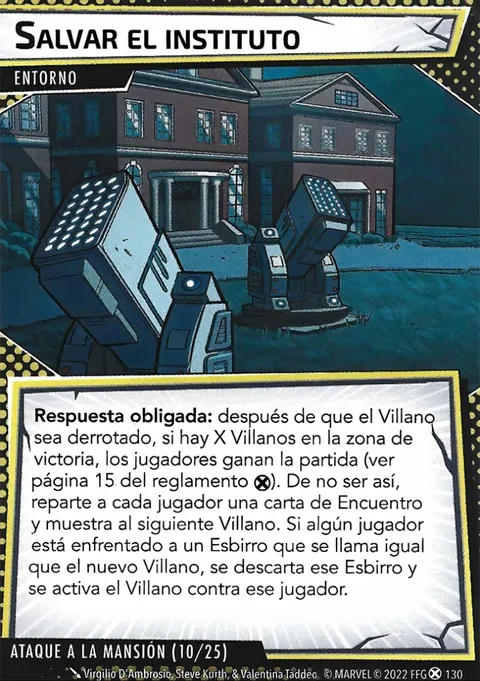 SALVAR EL INSTITUTO
ENTORNO
Respuesta obligada: después de que el Villano
sea derrotado, si hay X Villanos en la zona de
victoria, los jugadores ganan la partida (ver
página 15 del reglamento). De no ser así,
reparte a cada jugador una carta de Encuentro
y muestra al siguiente Villano. Si algún jugador
está enfrentado a un Esbirro que se llama igual
que el nuevo Villano, se descarta ese Esbirro y
se activa el Villano contra ese jugador.
ATAQUE A LA MANSIÓN (10/25)
Virgilio D'Ambrosio, Steve Kurth, & Valentina Taddeo © MARVEL © 2022 FFG 130